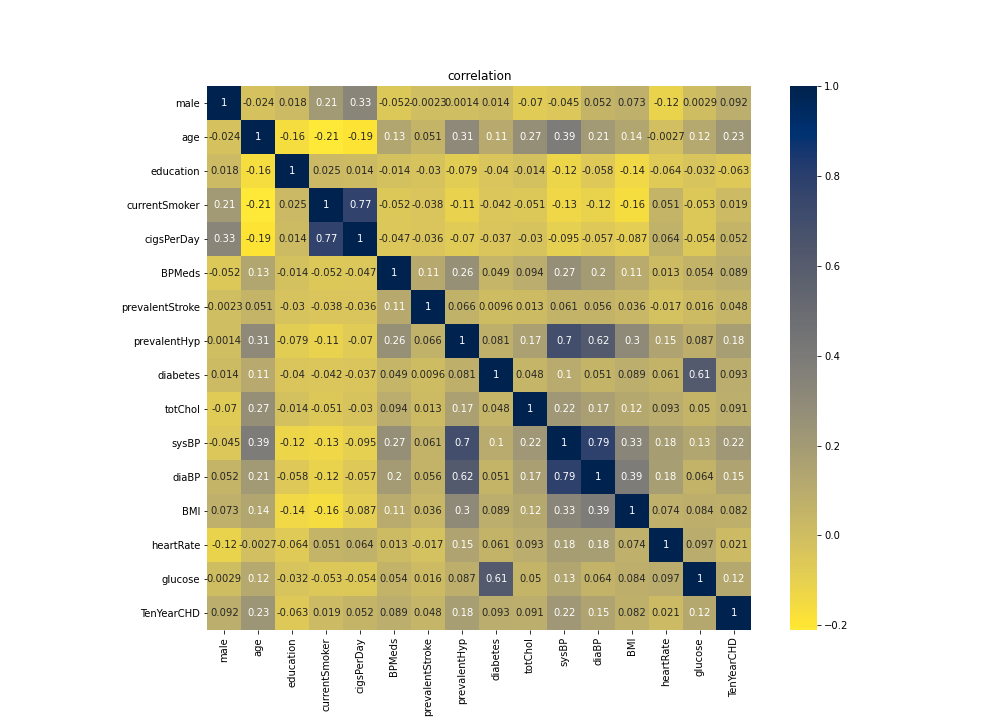 correlation
male 1 -0.024 0.018 0.21 0.33 -0.052 -0.0023 0.0014 0.014 -0.07 -0.045 0.052 0.073 -0.12 0.0029 0.092
age -0.024 1 -0.16 -0.21 -0.19 0.13 0.051 0.31 0.11 0.27 0.39 0.21 0.14 -0.0027 0.12 0.23
education 0.018 -0.16 1 0.025 0.014 -0.014 -0.03 -0.079 -0.04 -0.014 -0.12 -0.058 -0.14 -0.064 -0.032 -0.063
currentSmoker 0.21 -0.21 0.025 1 0.77 -0.052 -0.038 -0.11 -0.042 -0.051 -0.13 -0.12 -0.16 0.051 -0.053 0.019
cigsPerDay 0.33 -0.19 0.014 0.77 1 -0.047 -0.036 -0.07 -0.037 -0.03 -0.095 -0.057 -0.087 0.064 -0.054 0.052
BPMeds -0.052 0.13 -0.014 -0.052 -0.047 1 0.11 0.26 0.049 0.094 0.27 0.2 0.11 0.013 0.054 0.089
prevalentStroke -0.0023 0.051 -0.03 -0.038 -0.036 0.11 1 0.066 0.0096 0.013 0.061 0.056 0.036 -0.017 0.016 0.048
prevalentHyp 0.0014 0.31 -0.079 -0.11 -0.07 0.26 0.066 1 0.081 0.17 0.7 0.62 0.3 0.15 0.087 0.18
diabetes 0.014 0.11 -0.04 -0.042 -0.037 0.049 0.0096 0.081 1 0.048 0.1 0.051 0.089 0.061 0.61 0.093
totChol -0.07 0.27 -0.014 -0.051 -0.03 0.094 0.013 0.17 0.048 1 0.22 0.17 0.12 0.093 0.05 0.091
sysBP -0.045 0.39 -0.12 -0.13 -0.095 0.27 0.061 0.7 0.1 0.22 1 0.79 0.33 0.18 0.13 0.22
diaBP 0.052 0.21 -0.058 -0.12 -0.057 0.2 0.056 0.62 0.051 0.17 0.79 1 0.39 0.18 0.064 0.15
BMI 0.073 0.14 -0.14 -0.16 -0.087 0.11 0.036 0.3 0.089 0.12 0.33 0.39 1 0.074 0.084 0.082
heartRate -0.12 -0.0027 -0.064 0.051 0.064 0.013 -0.017 0.15 0.061 0.093 0.18 0.18 0.074 1 0.097 0.021
glucose 0.0029 0.12 -0.032 -0.053 -0.054 0.054 0.016 0.087 0.61 0.05 0.13 0.064 0.084 0.097 1 0.12
TenYearCHD 0.092 0.23 -0.063 0.019 0.052 0.089 0.048 0.18 0.093 0.091 0.22 0.15 0.082 0.021 0.12 1
male age education currentSmoker cigsPerDay BPMeds prevalentStroke prevalentHyp diabetes totChol sysBP diaBP BMI heartRate glucose TenYearCHD
1.0
0.8
0.6
0.4
0.2
0.0
−0.2